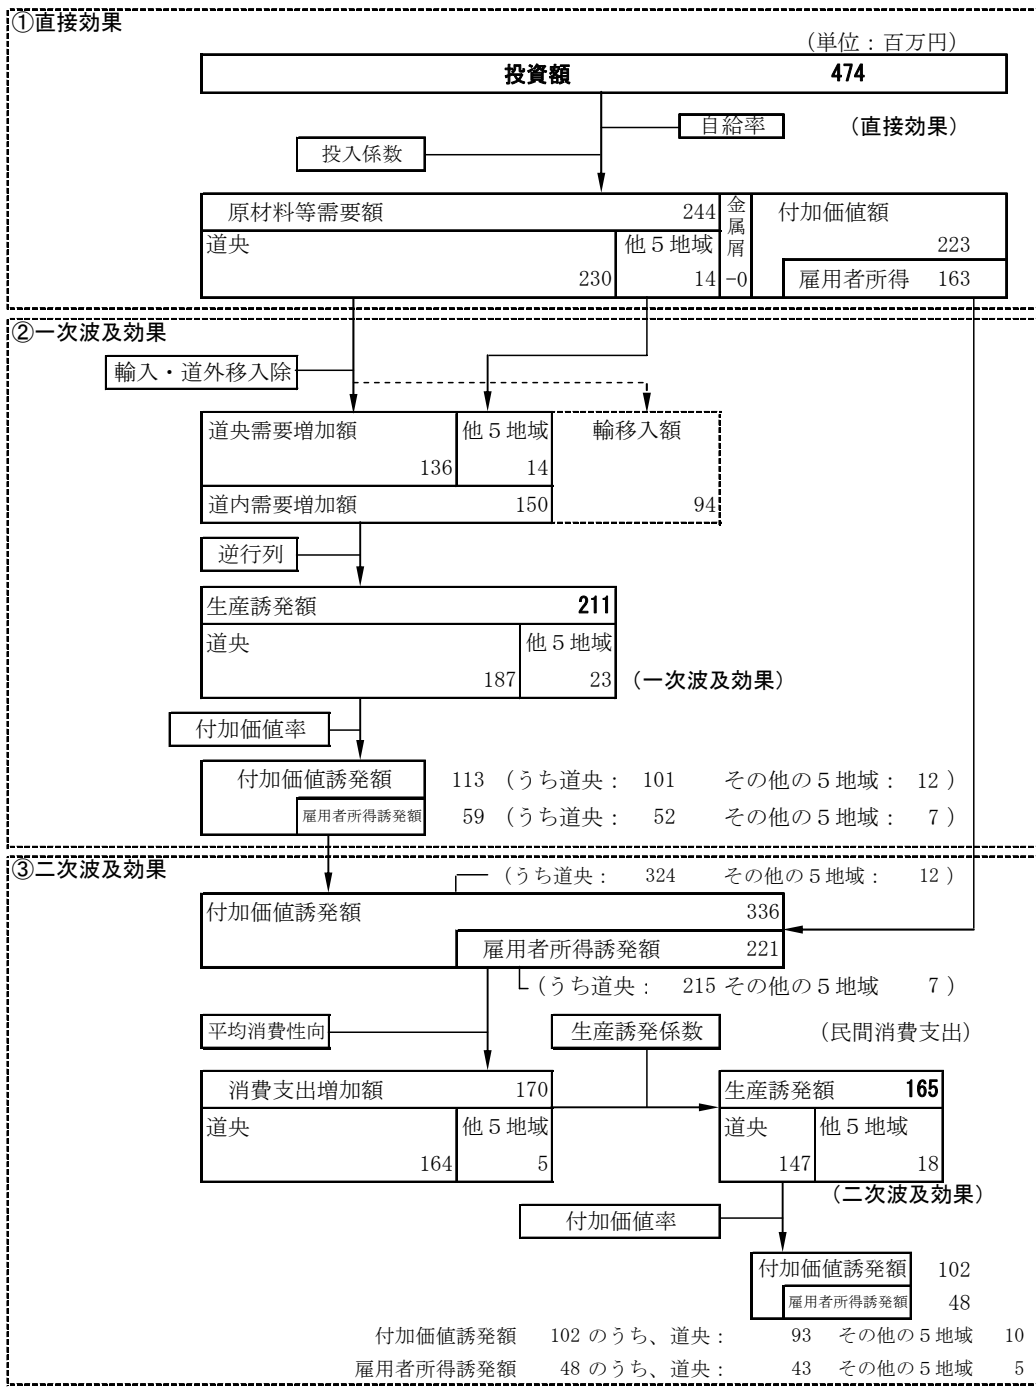 ①直接効果
（単位：百万円）
投資額 474
自給率 （直接効果）
投入係数
原材料等需要額 244 金属屑 付加価値額
道央 他５地域 223
230 14 -0 雇用者所得 163
②一次波及効果
輸入・道外移入除
道央需要増加額 他５地域 輸移入額
136 14
道内需要増加額 150 94
逆行列
生産誘発額 211
道央 他５地域
187 23 （一次波及効果）
付加価値率
付加価値誘発額 113 （うち道央： 101 その他の５地域： 12 ）
雇用者所得誘発額 59 （うち道央： 52 その他の５地域： 7 ）
③二次波及効果
（うち道央： 324 その他の５地域： 12 ）
付加価値誘発額 336
雇用者所得誘発額 221
（うち道央： 215 その他の５地域 7 ）
平均消費性向 生産誘発係数 （民間消費支出）
消費支出増加額 170 生産誘発額 165
道央 他５地域 道央 他５地域
164 5 147 18
（二次波及効果）
付加価値率
付加価値誘発額 102
雇用者所得誘発額 48
付加価値誘発額 102 のうち、道央： 93 その他の５地域 10
雇用者所得誘発額 48 のうち、道央： 43 その他の５地域 5